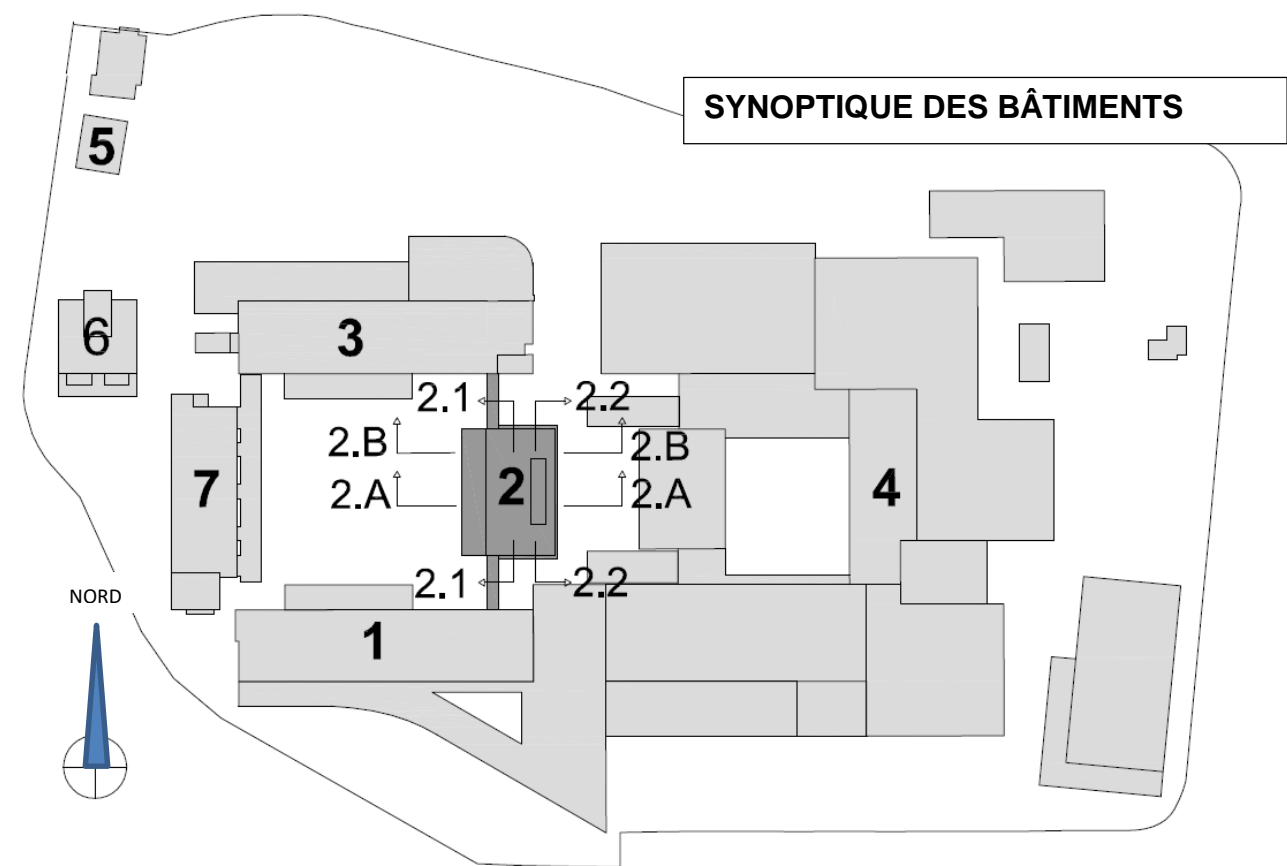 SYNOPTIQUE DES BÂTIMENTS
5
6
3
2.1 2.2
2.B 2.B
7 2 4
2.A 2.A
2.1 2.2
NORD
1